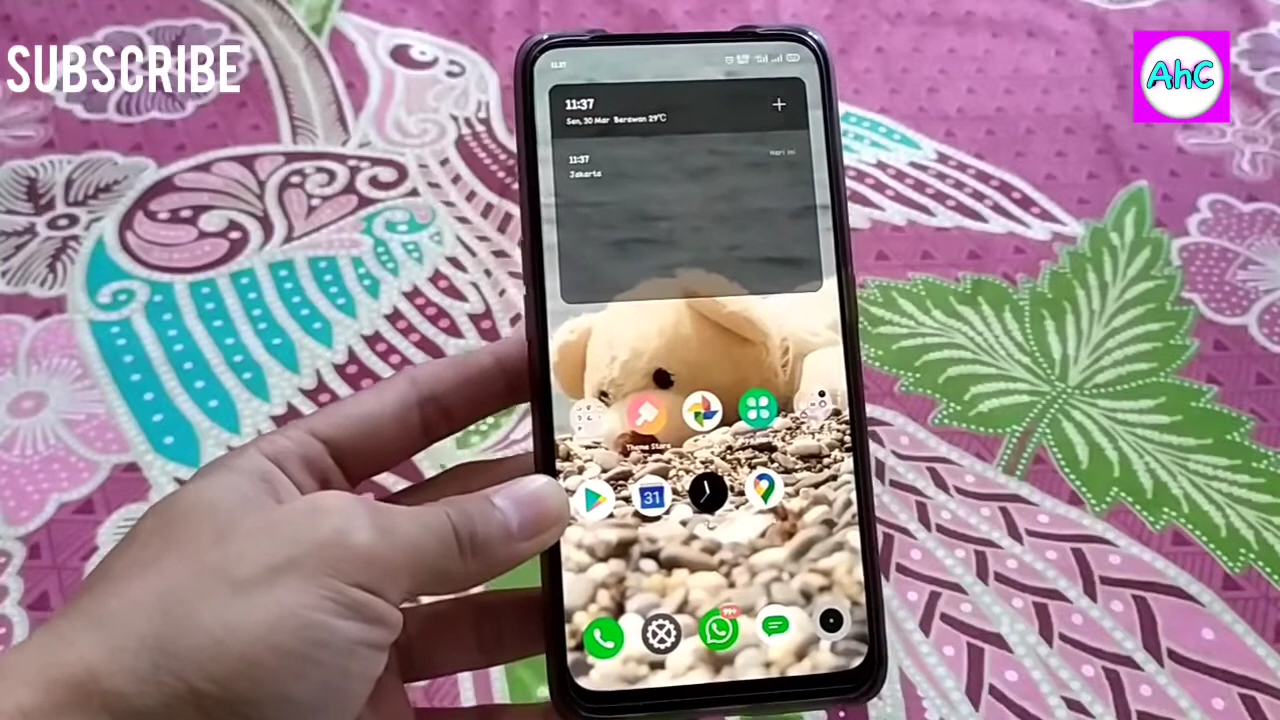 SUBSCRIBE
AhC
11:37
11:37
Sen, 30 Mar Berawan 29°C
11:37
Hari ini
Jakarta
Theme Store
31
99+